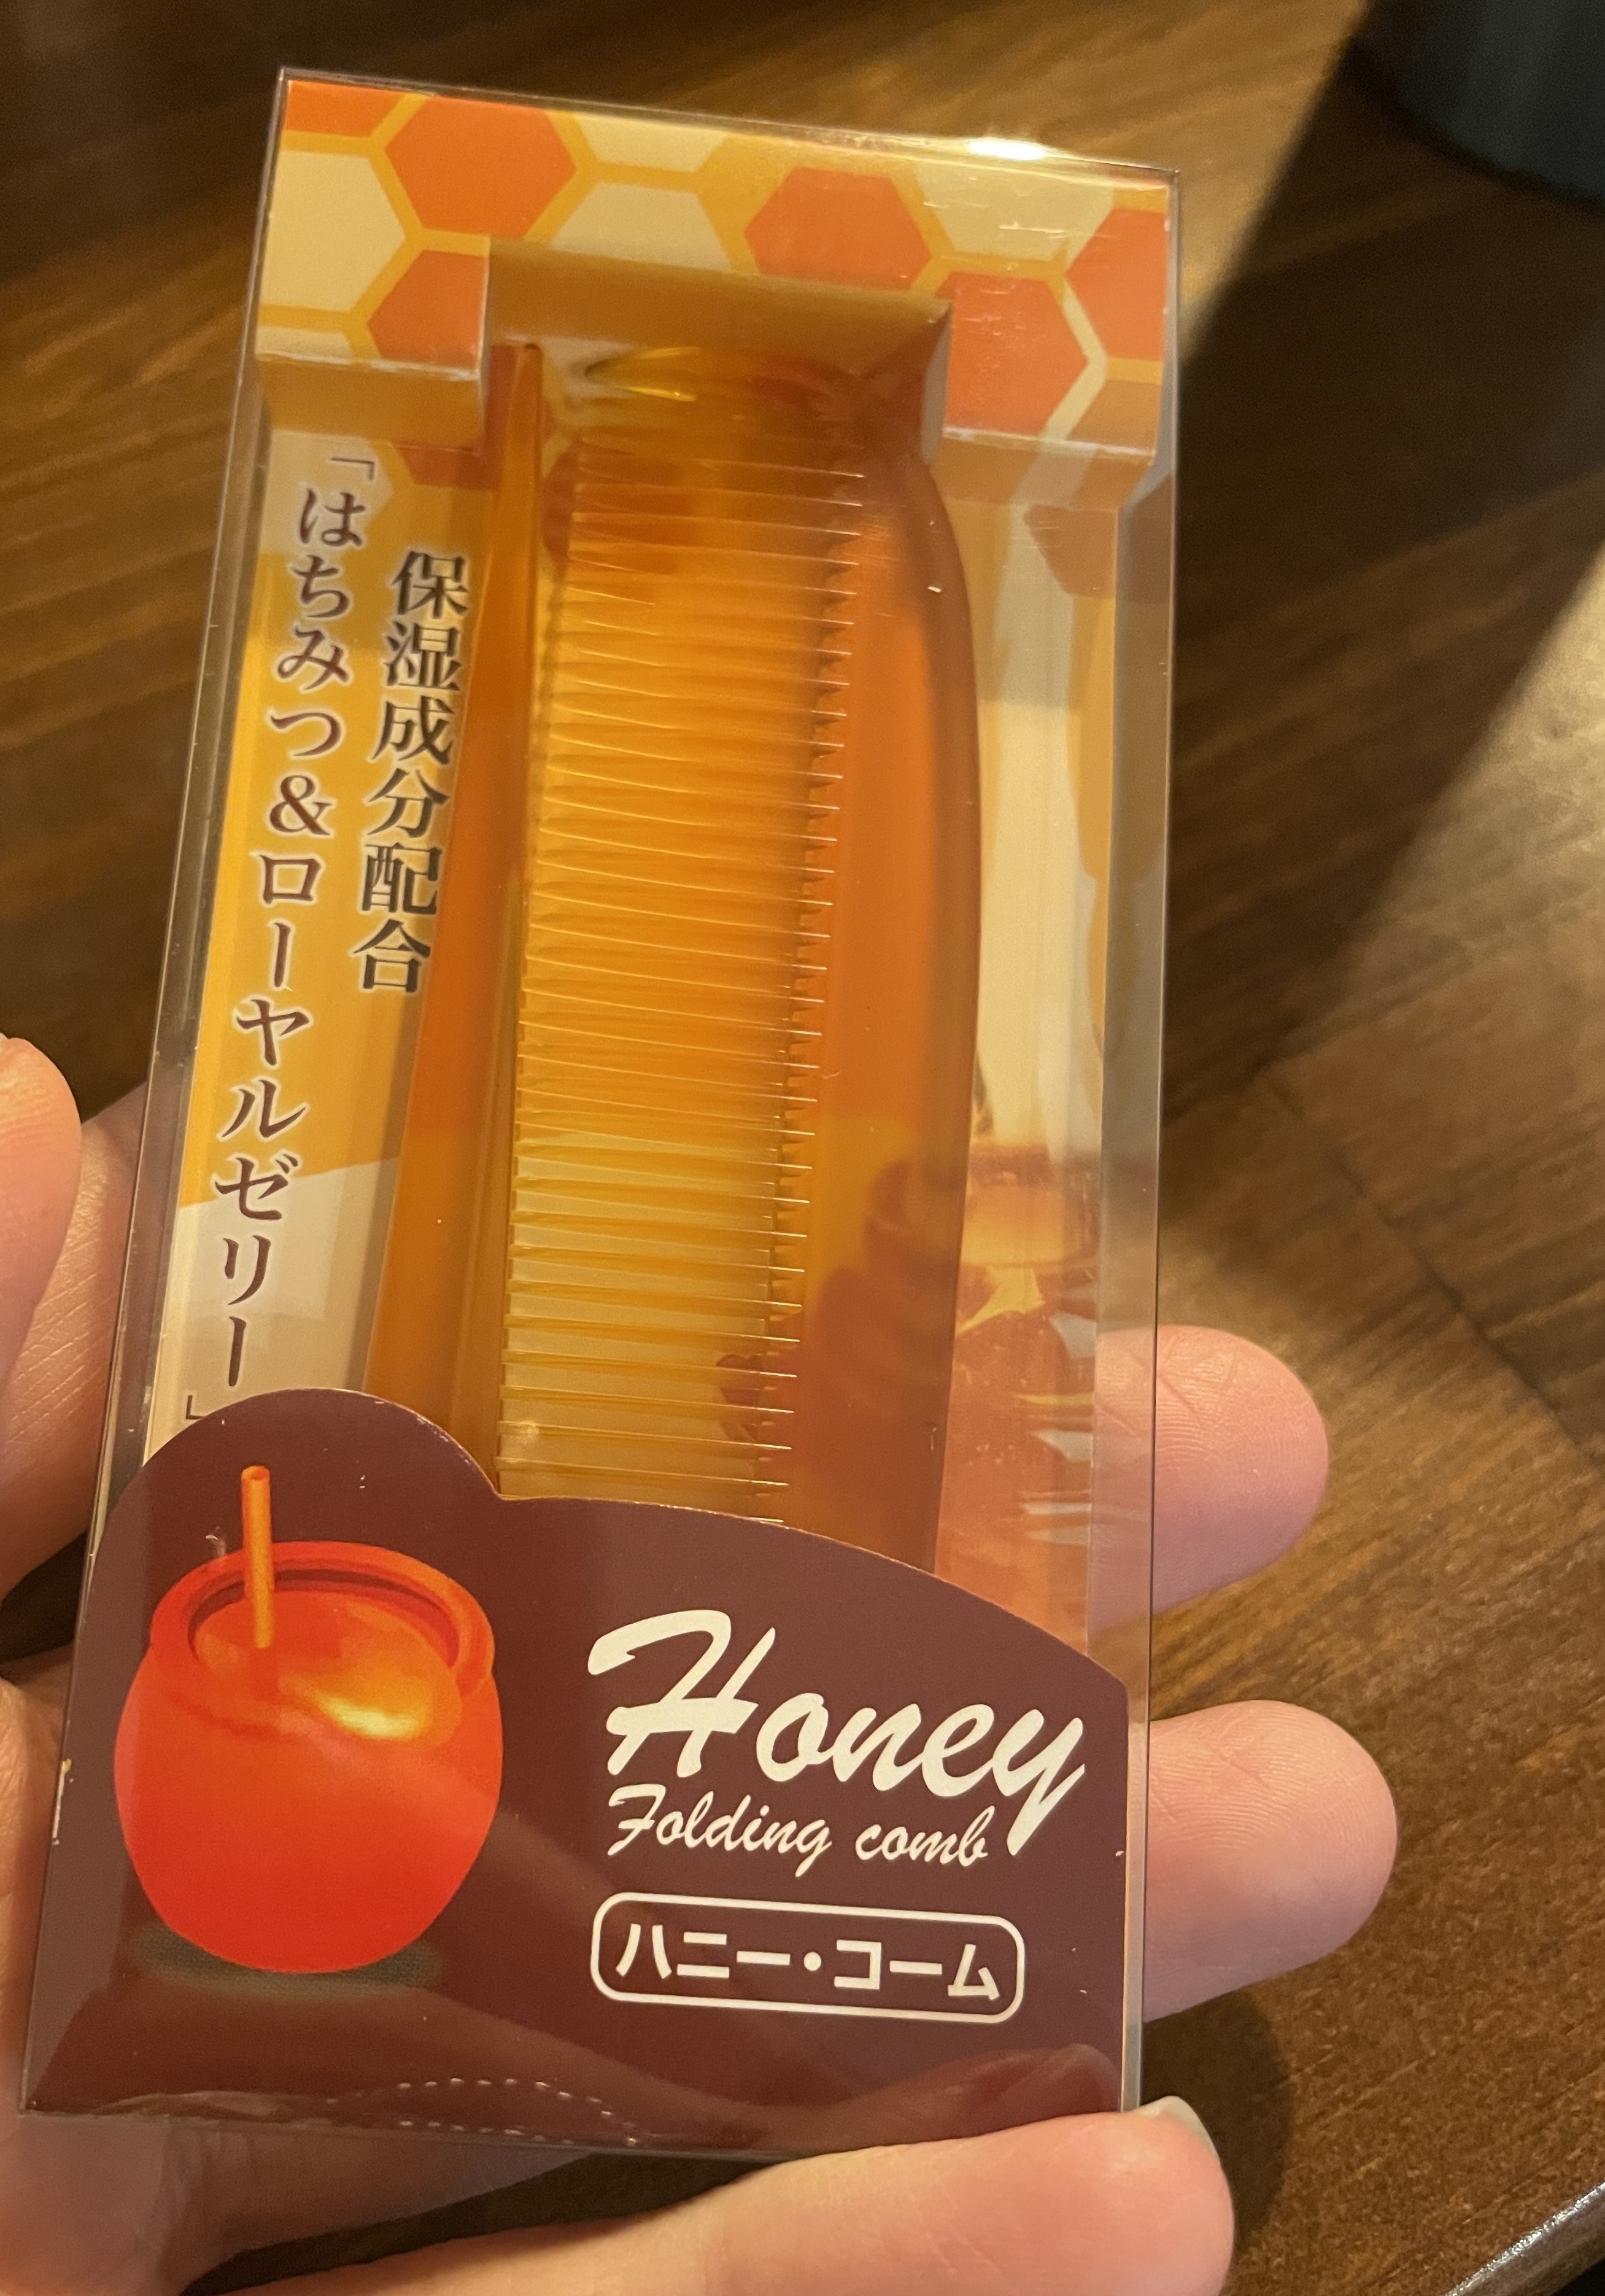 保湿成分配合
「はちみつ&ローヤルゼリー」
Honey
Folding comb
ハニー・コーム